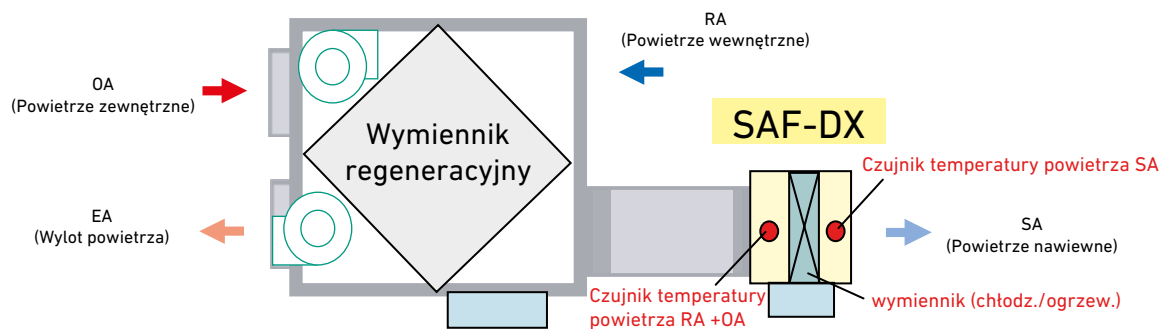 OA
(Powietrze zewnętrzne)
EA
(Wylot powietrza)
Wymiennik
regeneracyjny
RA
(Powietrze wewnętrzne)
SAF-DX
Czujnik temperatury powietrza SA
SA
(Powietrze nawiewne)
Czujnik temperatury
powietrza RA +OA
wymiennik (chłodz./ogrzew.)